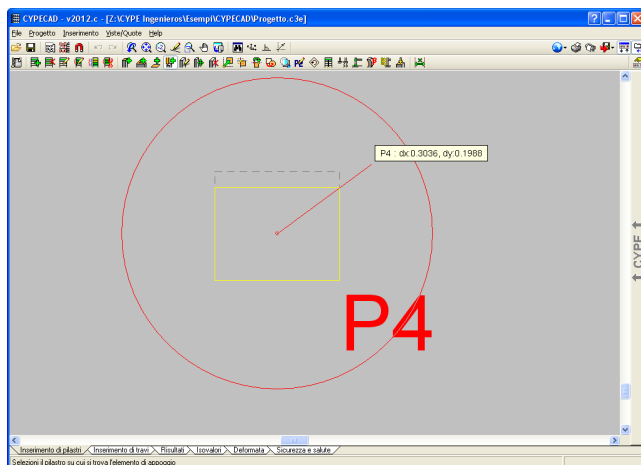 CYPECAD - v2012.c - [Z:\CYPE Ingenieros\Esempi\CYPECAD\Progetto.c3e]
File Progetto Inserimento Viste/Quote Help
P4 : dx:0.3036, dy:0.1988
CYPE
P4
Inserimento di pilastri Inserimento di travi Risultati Isovalori Deformata Sicurezza e salute
Selezioni il pilastro su cui si trova l'elemento di appoggio